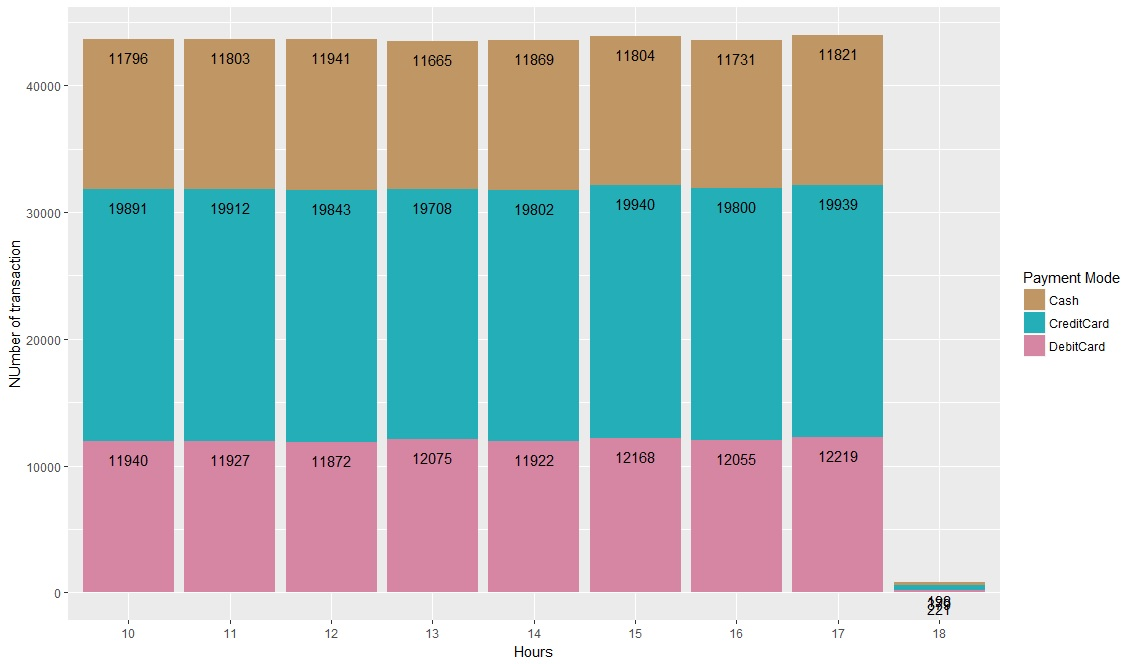 NUmber of transaction
40000
30000
20000
10000
0
11796 11803 11941 11665 11869 11804 11731 11821
19891 19912 19843 19708 19802 19940 19800 19939
11940 11927 11872 12075 11922 12168 12055 12219
221
10 11 12 13 14 15 16 17 18
Hours
Payment Mode
Cash
CreditCard
DebitCard